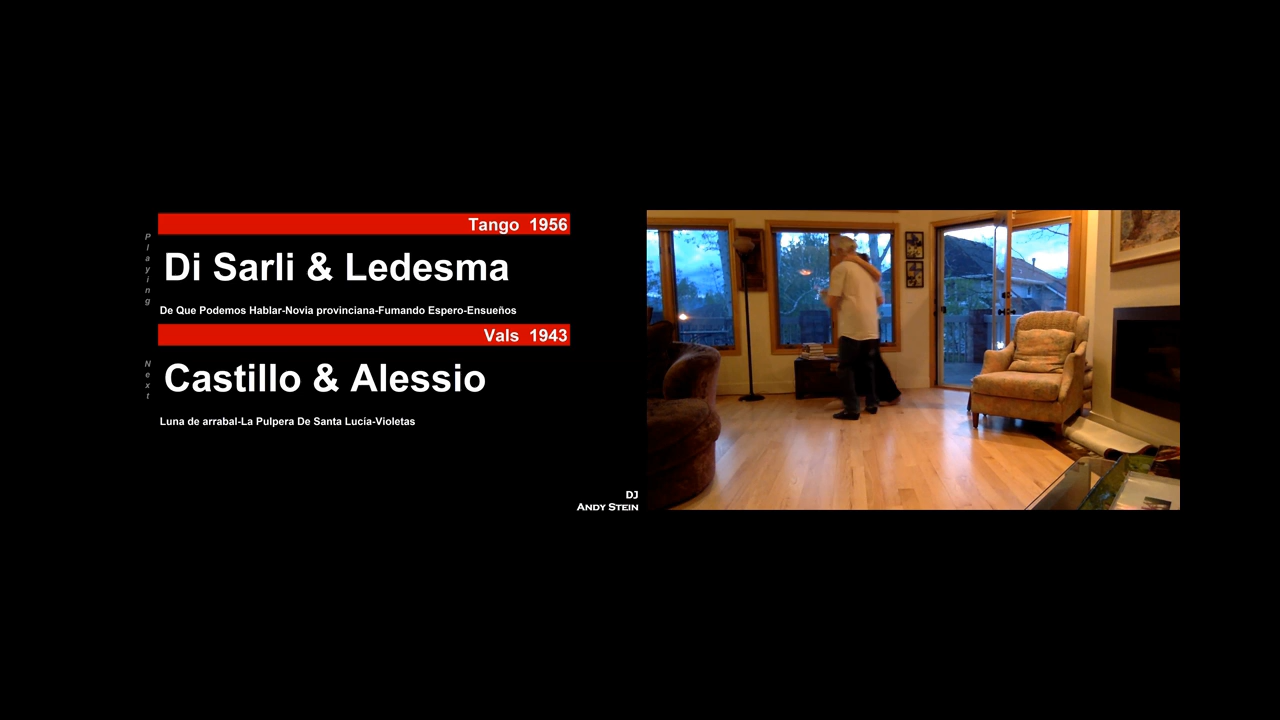 Playing
Tango 1956
Di Sarli & Ledesma
De Que Podemos Hablar-Novia provinciana-Fumando Espero-Ensueños
Next
Vals 1943
Castillo & Alessio
Luna de arrabal-La Pulpera De Santa Lucía-Violetas
DJ
ANDY STEIN